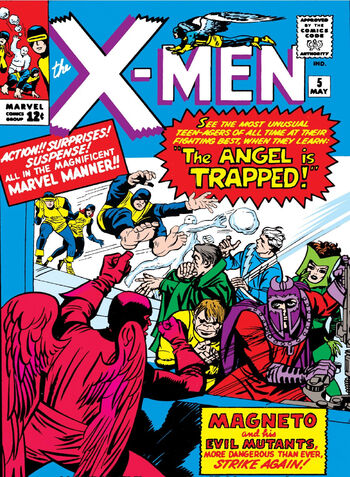 APPROVED
BY THE
COMICS
CODE
AUTHORITY
the
X-MEN
IND.
MARVEL
COMICS
GROUP
12¢
5
MAY
SEE THE MOST UNUSUAL
TEEN-AGERS OF ALL TIME AT THEIR
FIGHTING BEST, WHEN THEY LEARN:
"The ANGEL is
TRAPPED!"
ACTION!! SURPRISES!
SUSPENSE!
ALL IN THE MAGNIFICENT
MARVEL MANNER!!
MAGNETO
and his
EVIL MUTANTS,
MORE DANGEROUS THAN EVER,
STRIKE AGAIN!